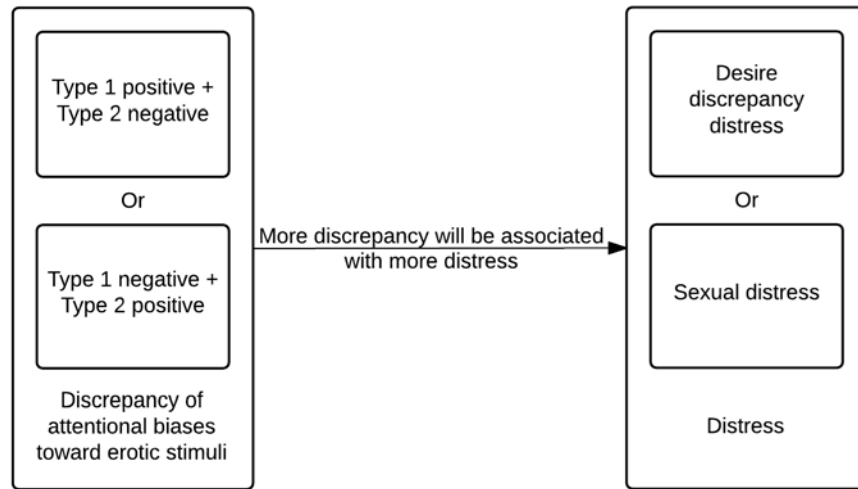 Type 1 positive +
Type 2 negative
Or
Type 1 negative +
Type 2 positive
Discrepancy of
attentional biases
toward erotic stimuli
More discrepancy will be associated
with more distress
Desire
discrepancy
distress
Or
Sexual distress
Distress